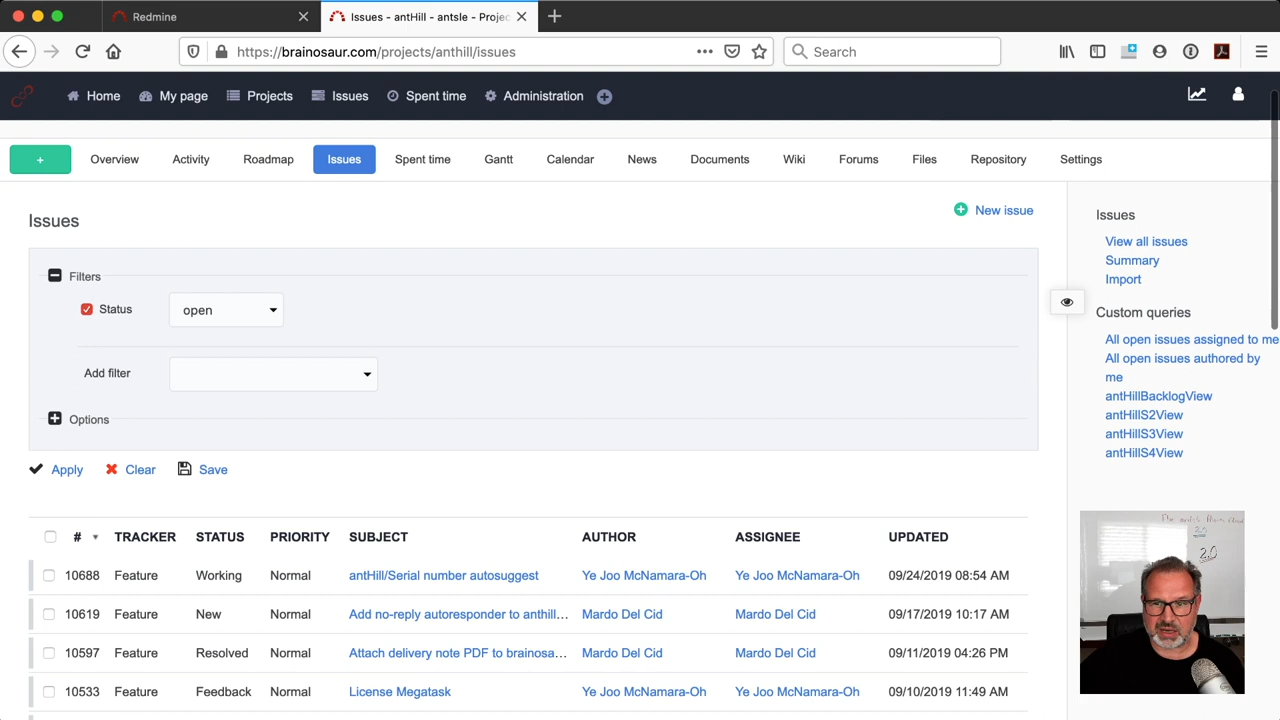 Redmine
Issues - antHill - antsle - Projec
https://brainosaur.com/projects/anthill/issues
Search
Home
My page
Projects
Issues
Spent time
Administration
+
Overview
Activity
Roadmap
Issues
Spent time
Gantt
Calendar
News
Documents
Wiki
Forums
Files
Repository
Settings
Issues
New issue
Filters
Status
open
Add filter
Options
Apply
Clear
Save
# TRACKER STATUS PRIORITY SUBJECT AUTHOR ASSIGNEE UPDATED
10688 Feature Working Normal antHill/Serial number autosuggest Ye Joo McNamara-Oh Ye Joo McNamara-Oh 09/24/2019 08:54 AM
10619 Feature New Normal Add no-reply autoresponder to anthill... Mardo Del Cid Mardo Del Cid 09/17/2019 10:17 AM
10597 Feature Resolved Normal Attach delivery note PDF to brainosa... Mardo Del Cid Mardo Del Cid 09/11/2019 04:26 PM
10533 Feature Feedback Normal License Megatask Ye Joo McNamara-Oh Ye Joo McNamara-Oh 09/10/2019 11:49 AM
Issues
View all issues
Summary
Import
Custom queries
All open issues assigned to me
All open issues authored by
me
antHillBacklogView
antHillS2View
antHillS3View
antHillS4View
2.0
2.0